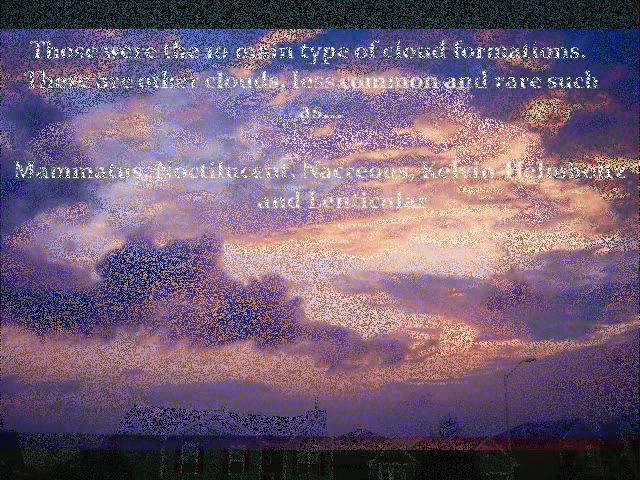 Those were the 10 main type of cloud formations.
There are other clouds, less common and rare such
as...
Mammatus, Noctilucent, Nacreous, Kelvin-Helmholtz
and Lenticular